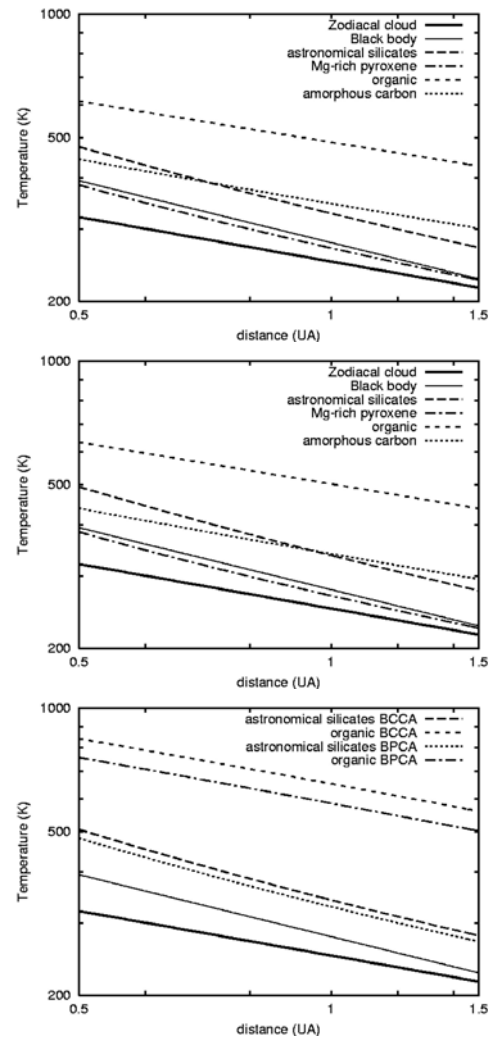 1000
Zodiacal cloud
Black body
astronomical silicates
Mg-rich pyroxene
organic
amorphous carbon
Temperature (K)
500
200
0.5
1
1.5
distance (UA)
1000
Zodiacal cloud
Black body
astronomical silicates
Mg-rich pyroxene
organic
amorphous carbon
Temperature (K)
500
200
0.5
1
1.5
distance (UA)
1000
astronomical silicates BCCA
organic BCCA
astronomical silicates BPCA
organic BPCA
Temperature (K)
500
200
0.5
1
1.5
distance (UA)